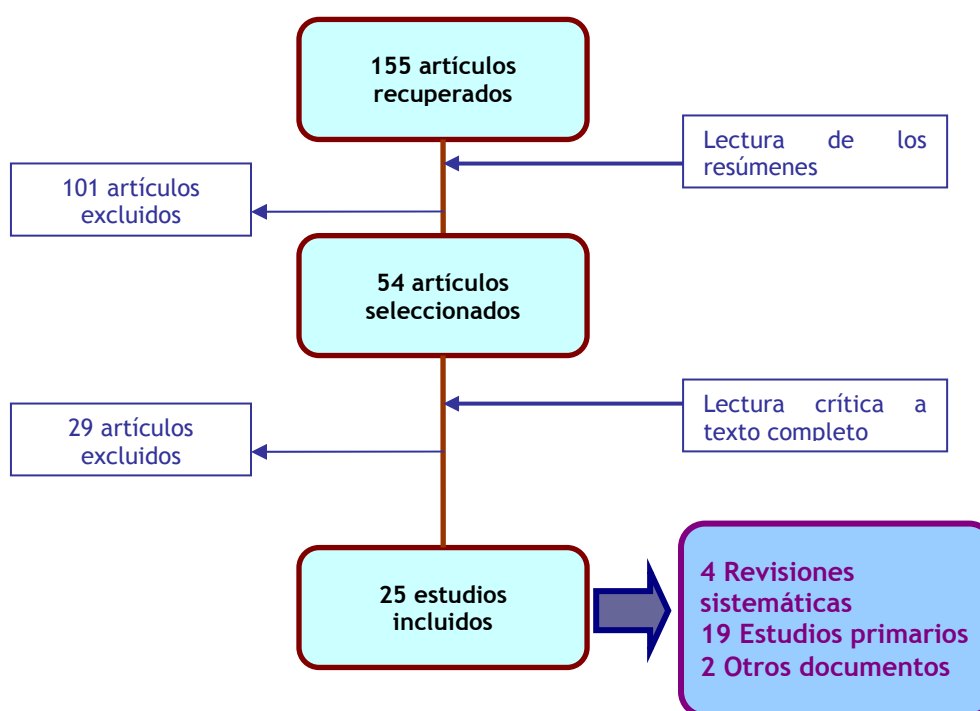 155 artículos
recuperados
Lectura de los
resúmenes
101 artículos
excluidos
54 artículos
seleccionados
Lectura crítica a
texto completo
29 artículos
excluidos
25 estudios
incluidos
4 Revisiones
sistemáticas
19 Estudios primarios
2 Otros documentos